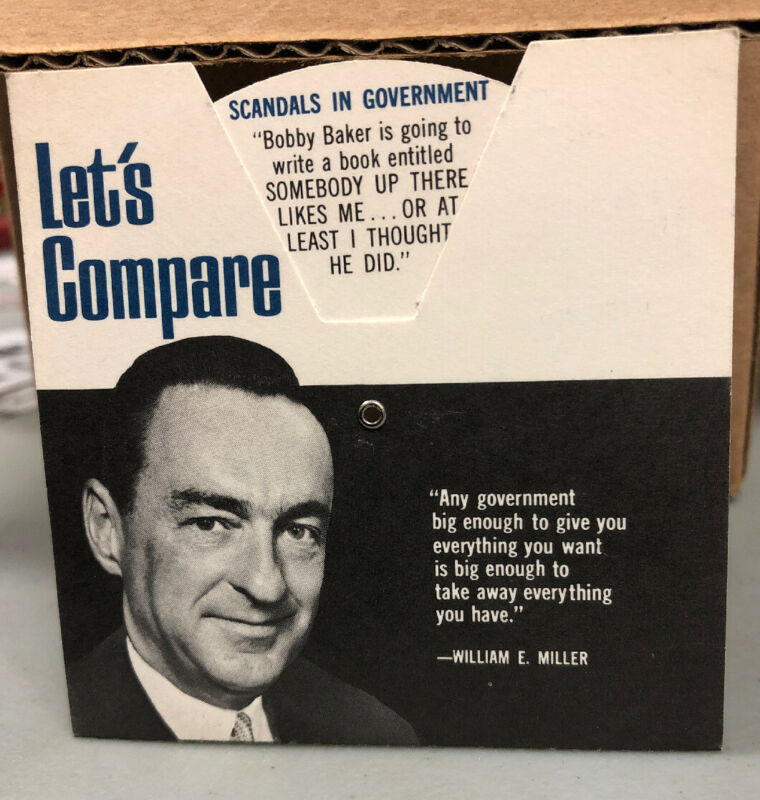 SCANDALS IN GOVERNMENT
“Bobby Baker is going to
write a book entitled
SOMEBODY UP THERE
LIKES ME...OR AT
LEAST I THOUGHT
HE DID.”
Let's
Compare
“Any government
big enough to give you
everything you want
is big enough to
take away everything
you have.”
—WILLIAM E. MILLER